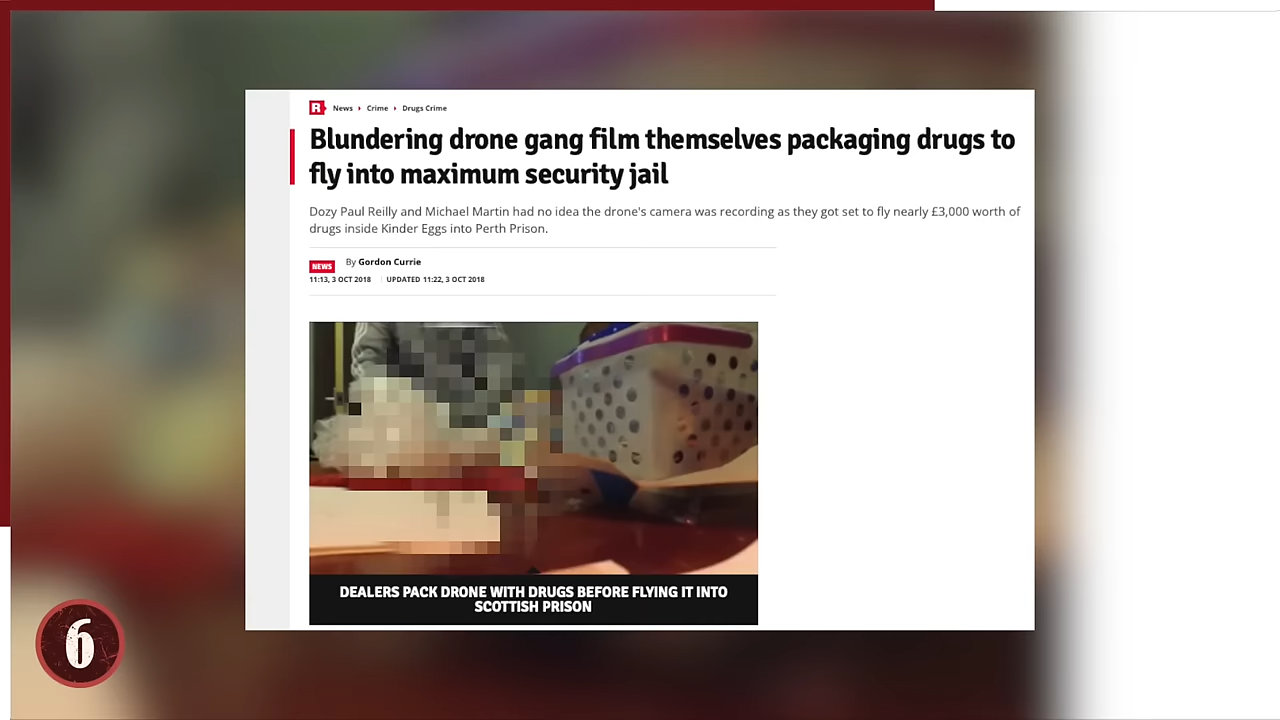 R News Crime Drugs Crime
Blundering drone gang film themselves packaging drugs to
fly into maximum security jail
Dozy Paul Reilly and Michael Martin had no idea the drone's camera was recording as they got set to fly nearly £3,000 worth of
drugs inside Kinder Eggs into Perth Prison.
NEWS By Gordon Currie
11:13, 3 OCT 2018 UPDATED 11:22, 3 OCT 2018
DEALERS PACK DRONE WITH DRUGS BEFORE FLYING IT INTO
SCOTTISH PRISON
6